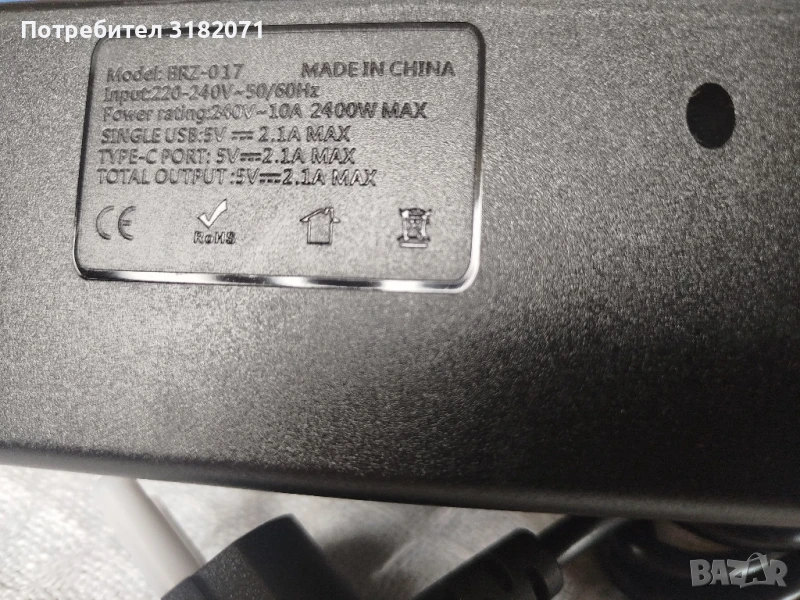 Потребител 3182071
Model: BRZ-017 MADE IN CHINA
Input:220-240V~50/60Hz
Power rating:240V~10A 2400W MAX
SINGLE USB:5V⎓2.1A MAX
TYPE-C PORT: 5V⎓2.1A MAX
TOTAL OUTPUT :5V⎓2.1A MAX
CE
RoHS
BAZAR